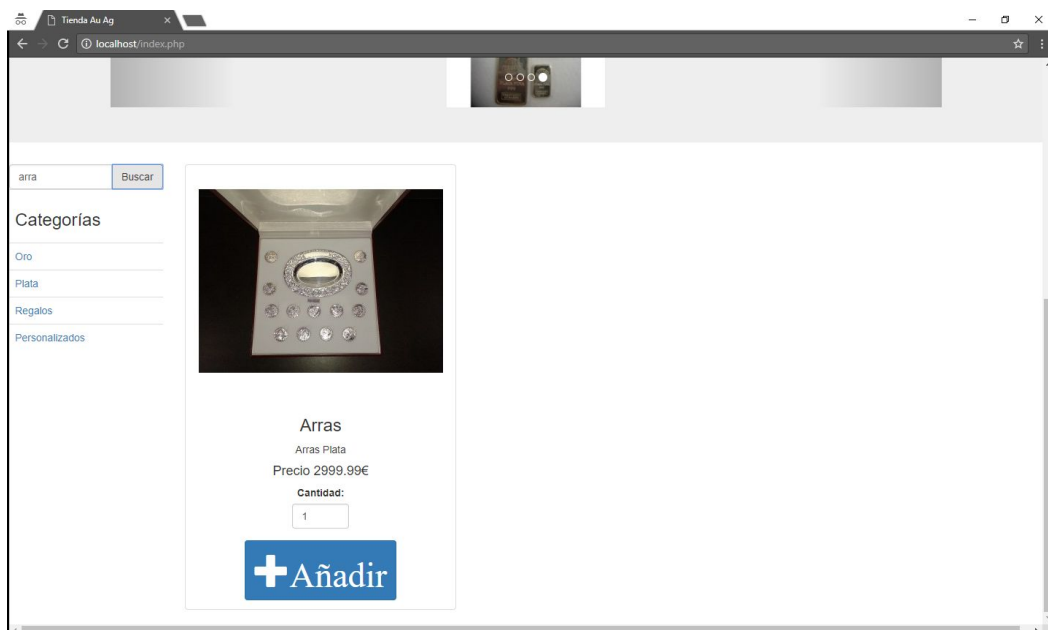 Tienda Au Ag
localhost/index.php
arra
Buscar
Categorías
Oro
Plata
Regalos
Personalizados
Arras
Arras Plata
Precio 2999.99€
Cantidad:
1
Añadir